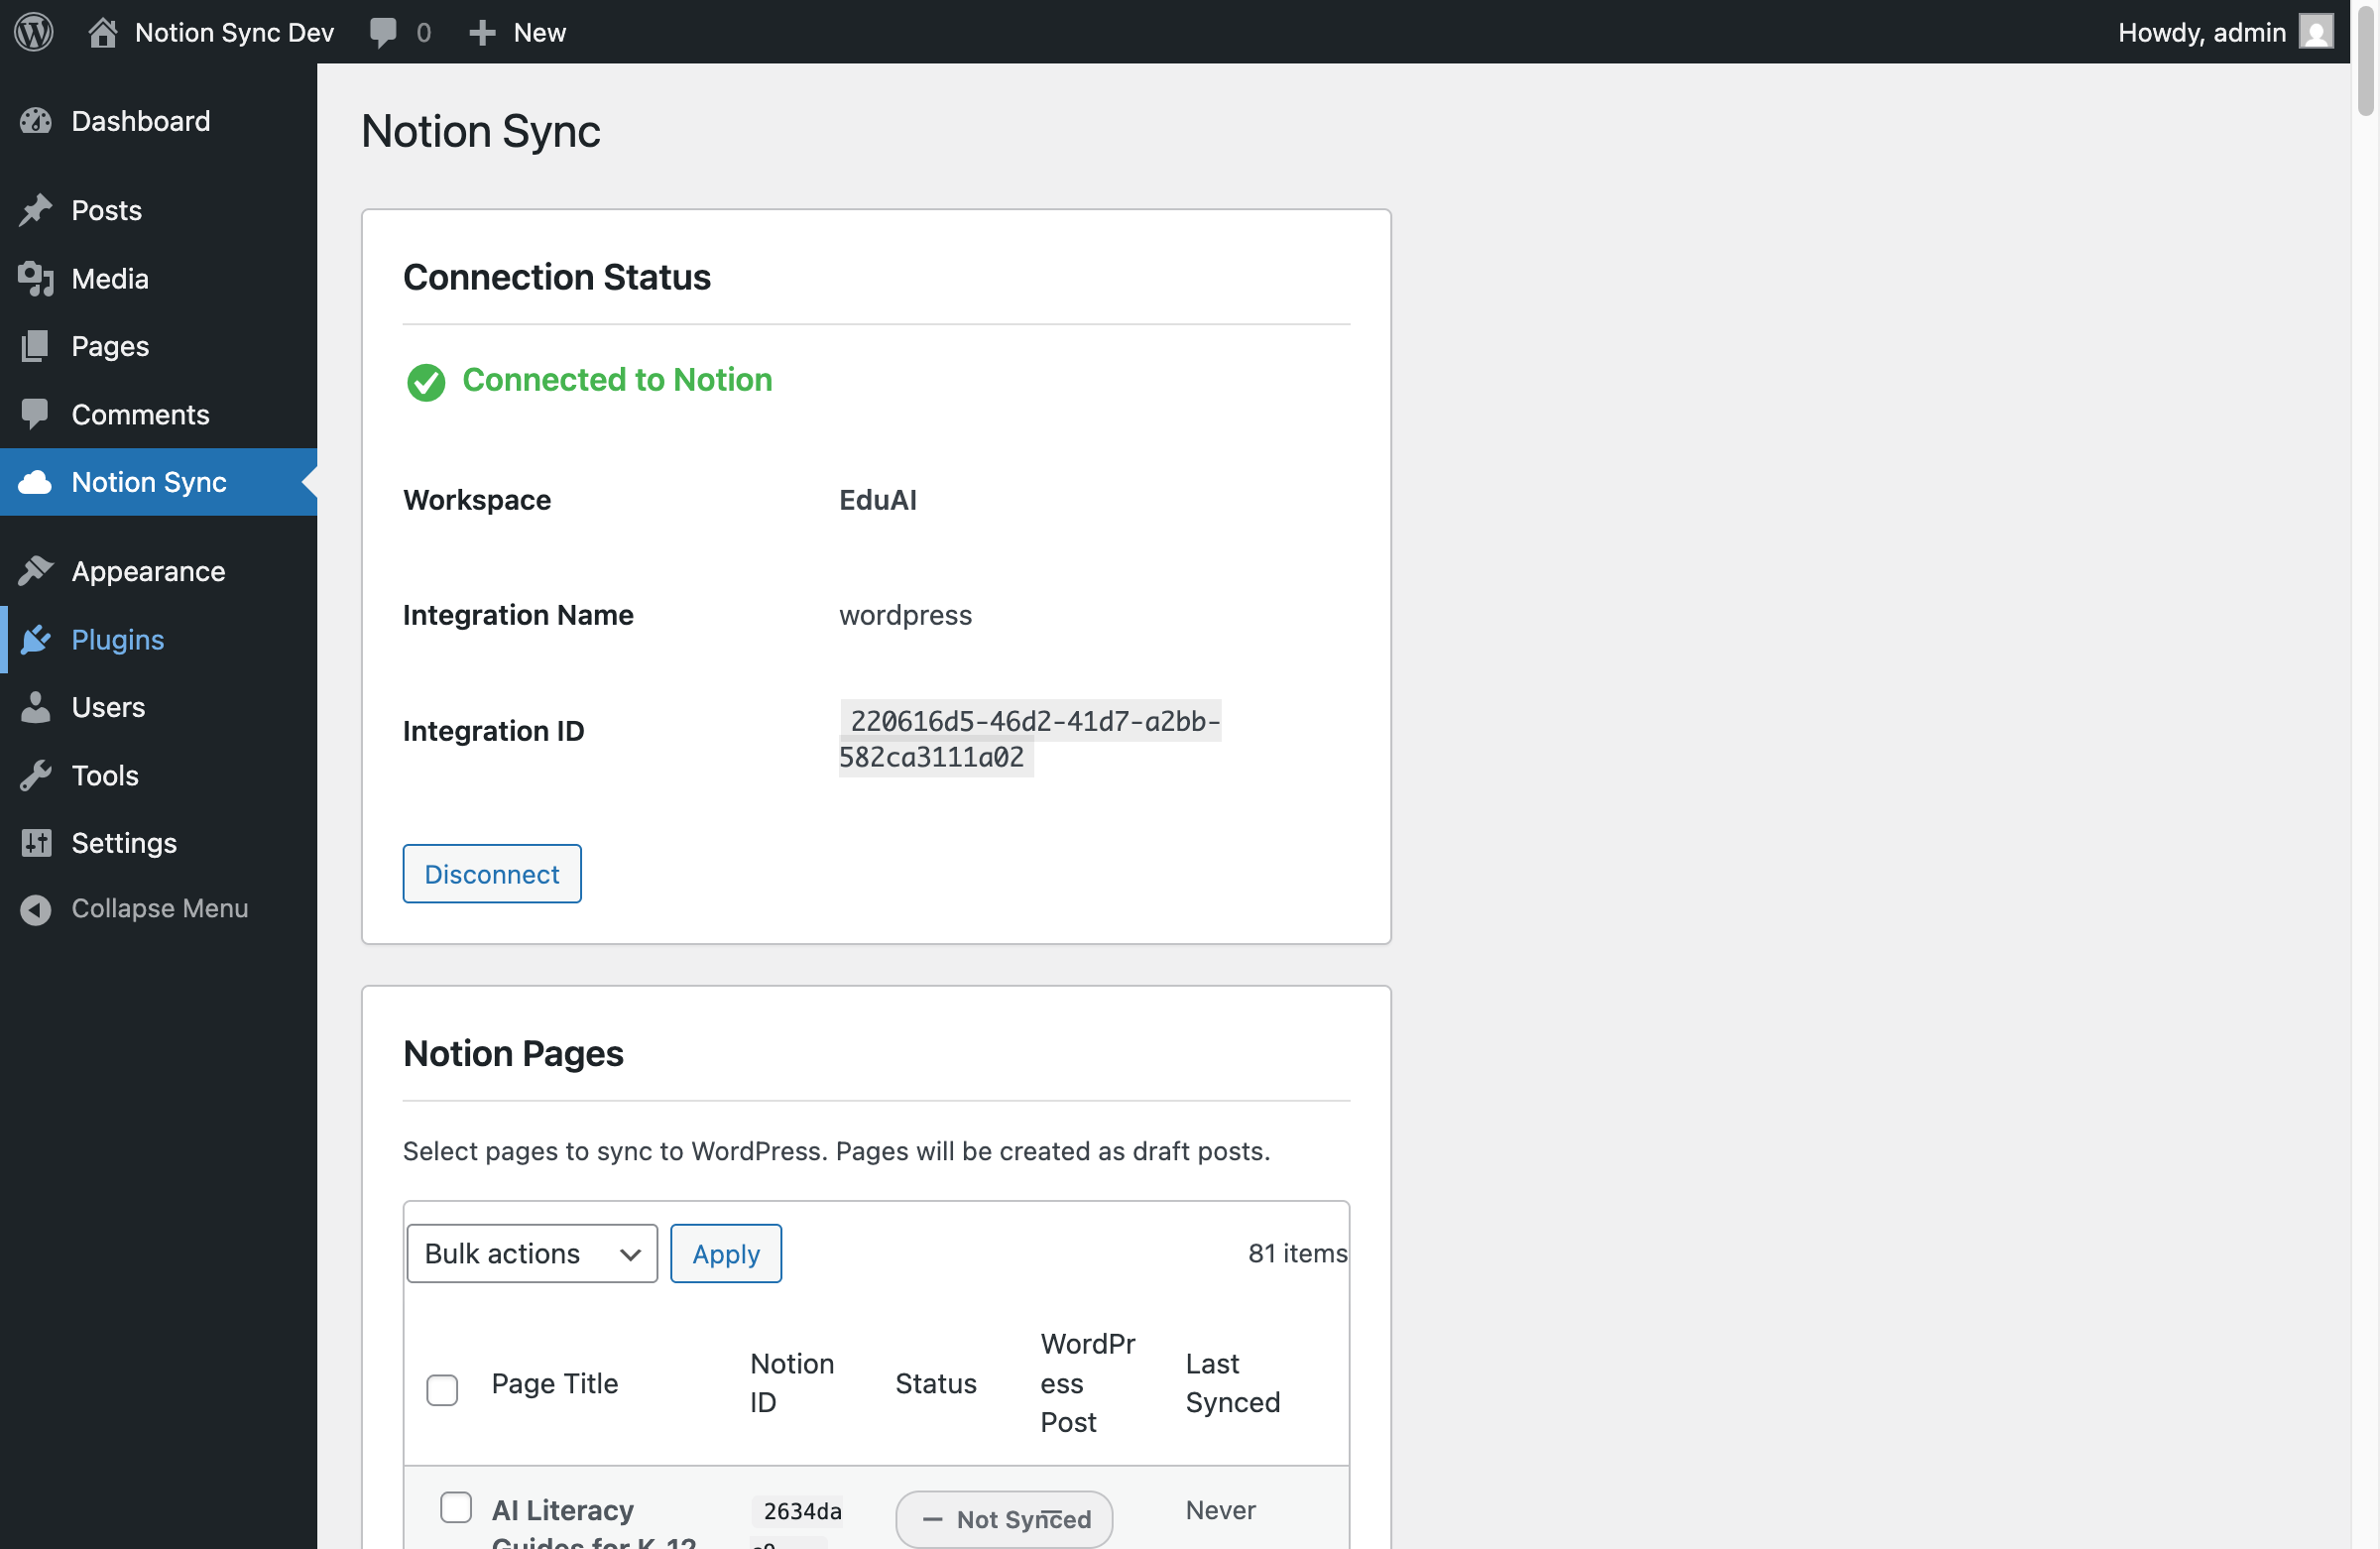 Notion Sync Dev 0 New Howdy, admin
Dashboard
Posts
Media
Pages
Comments
Notion Sync
Appearance
Plugins
Users
Tools
Settings
Collapse Menu
Notion Sync
Connection Status
Connected to Notion
Workspace EduAI
Integration Name wordpress
Integration ID 220616d5-46d2-41d7-a2bb-
582ca3111a02
Disconnect
Notion Pages
Select pages to sync to WordPress. Pages will be created as draft posts.
Bulk actions Apply 81 items
Page Title
Notion
ID
Status
WordPr
ess
Post
Last
Synced
AI Literacy
Guides for K-12
2634da
— Not Synced
Never